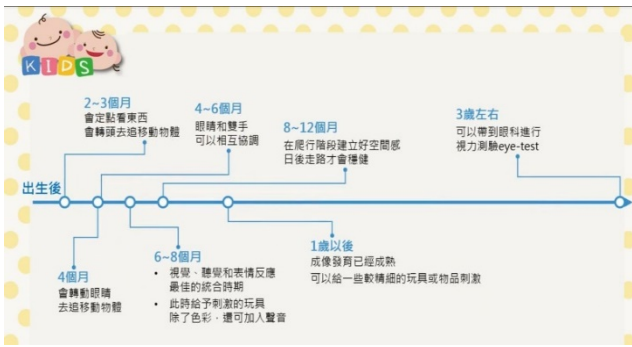 KIDS
2~3個月
會定點看東西
會轉頭去追移動物體
4~6個月
眼睛和雙手
可以相互協調
8~12個月
在爬行階段建立好空間感
日後走路才會穩健
3歲左右
可以帶到眼科進行
視力測驗eye-test
出生後
4個月
會轉動眼睛
去追移動物體
6~8個月
• 視覺、聽覺和表情反應
最佳的統合時期
• 此時給予刺激的玩具
除了色彩，還可加入聲音
1歲以後
成像發育已經成熟
可以給一些較精細的玩具或物品刺激